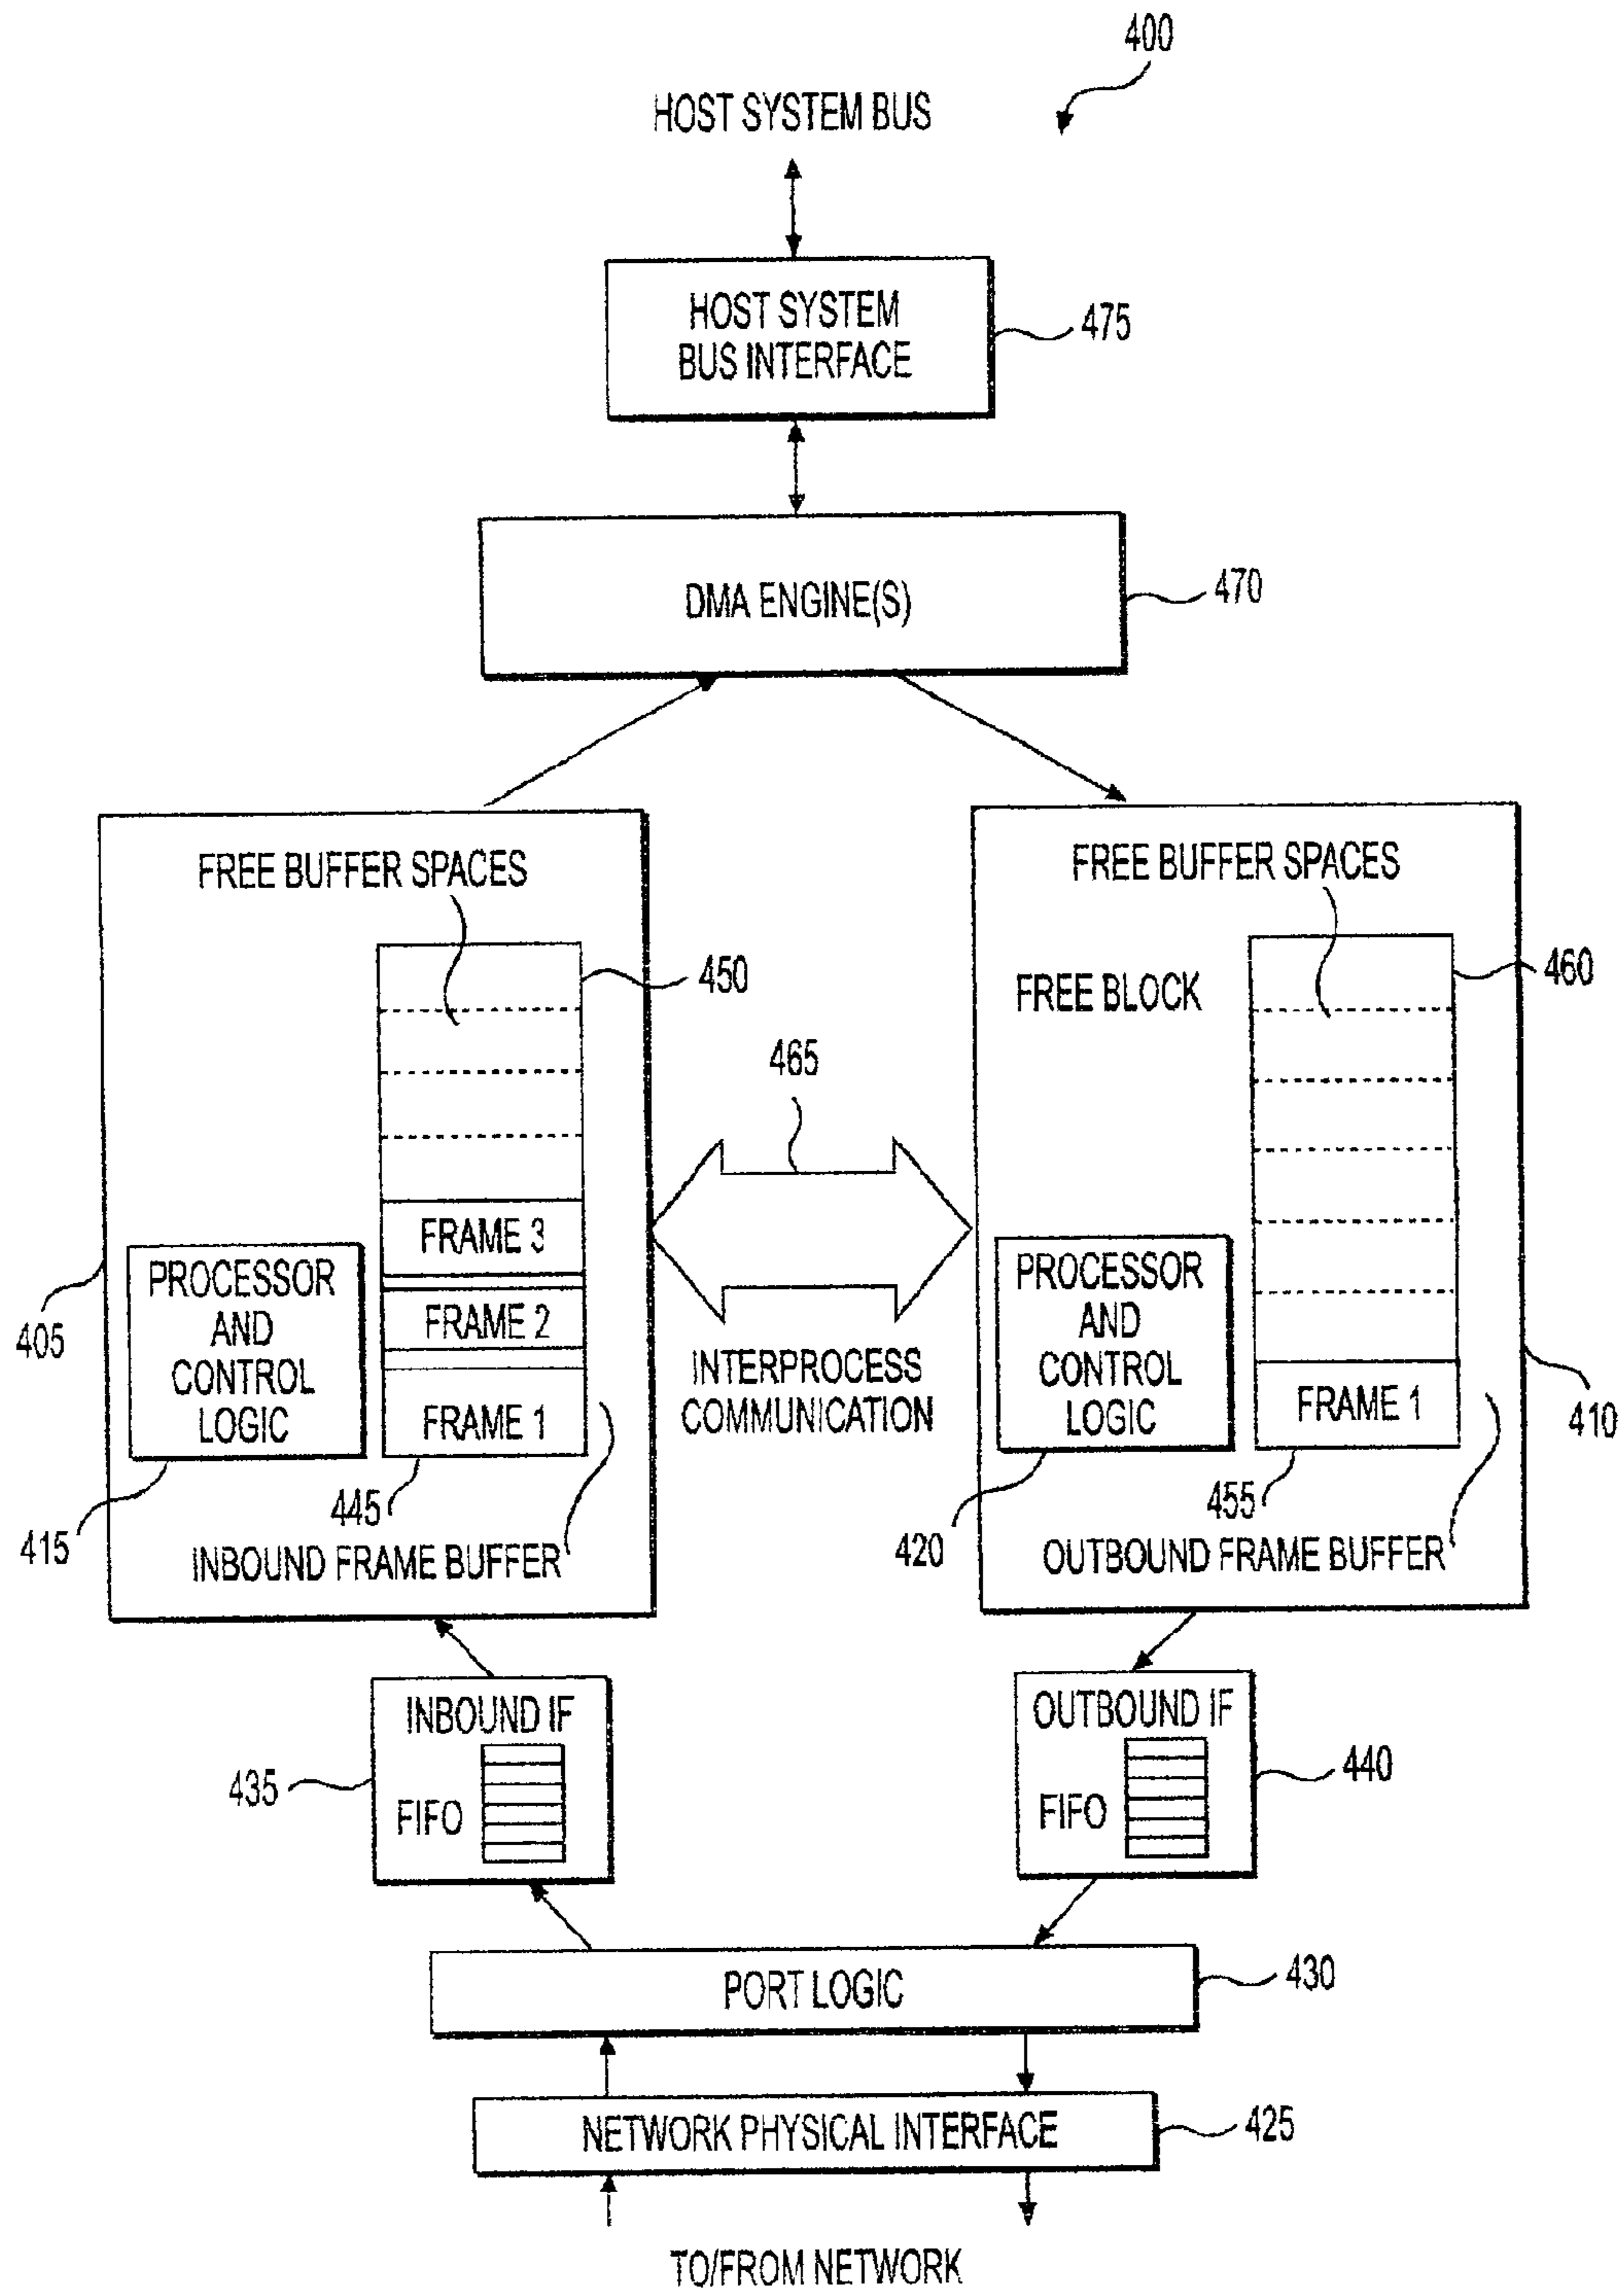 400
HOST SYSTEM BUS
HOST SYSTEM
BUS INTERFACE
475
DMA ENGINE(S)
470
FREE BUFFER SPACES
450
FRAME 3
FRAME 2
FRAME 1
PROCESSOR
AND
CONTROL
LOGIC
405
415
445
INBOUND FRAME BUFFER
465
INTERPROCESS
COMMUNICATION
FREE BUFFER SPACES
FREE BLOCK
460
PROCESSOR
AND
CONTROL
LOGIC
FRAME 1
410
420
455
OUTBOUND FRAME BUFFER
INBOUND IF
FIFO
435
OUTBOUND IF
FIFO
440
PORT LOGIC
430
NETWORK PHYSICAL INTERFACE
425
TO/FROM NETWORK